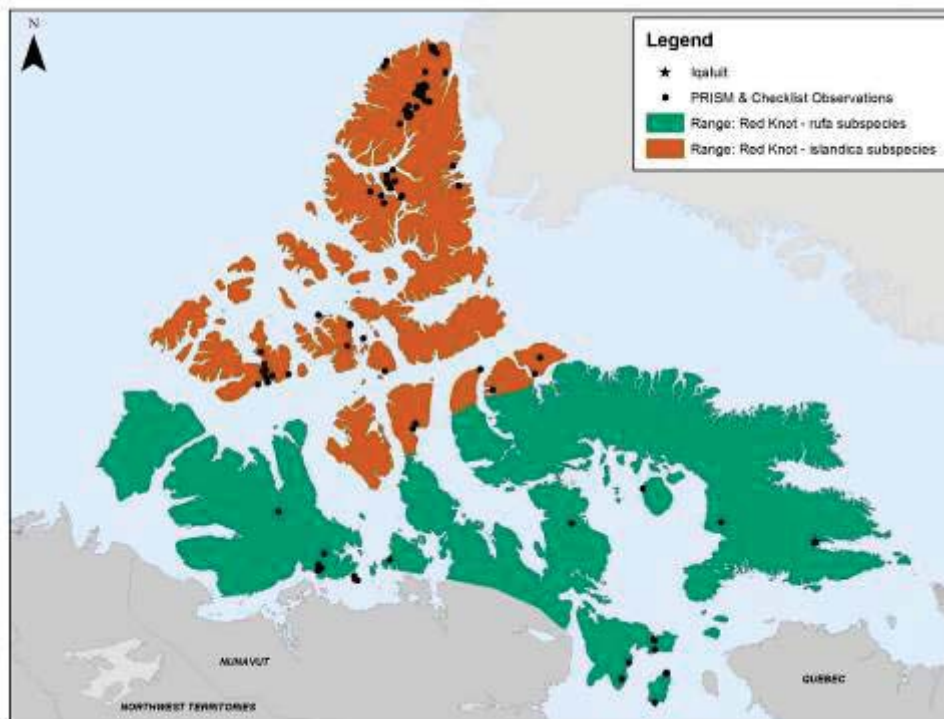 N
Legend
Iqaluit
PRISM & Checklist Observations
Range: Red Knot - rufa subspecies
Range: Red Knot - islandica subspecies
NUNAVUT
QUEBEC
NORTHWEST TERRITORIES